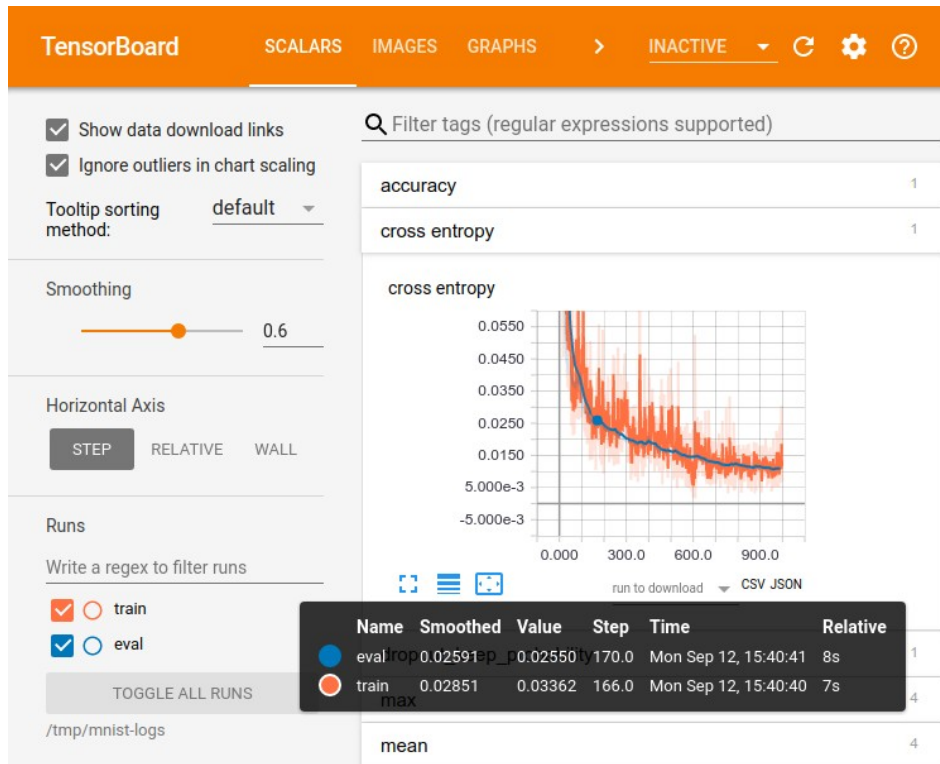 TensorBoard SCALARS IMAGES GRAPHS > INACTIVE
Show data download links
Ignore outliers in chart scaling
Tooltip sorting method: default
Smoothing
0.6
Horizontal Axis
STEP RELATIVE WALL
Runs
Write a regex to filter runs
train
eval
TOGGLE ALL RUNS
/tmp/mnist-logs
Filter tags (regular expressions supported)
accuracy 1
cross entropy 1
cross entropy
0.0550
0.0450
0.0350
0.0250
0.0150
5.000e-3
-5.000e-3
0.000 300.0 600.0 900.0
run to download CSV JSON
Name Smoothed Value Step Time Relative
eval 0.02591 0.02550 170.0 Mon Sep 12, 15:40:41 8s
train 0.02851 0.03362 166.0 Mon Sep 12, 15:40:40 7s
dropout_keep_probability 1
max 4
mean 4